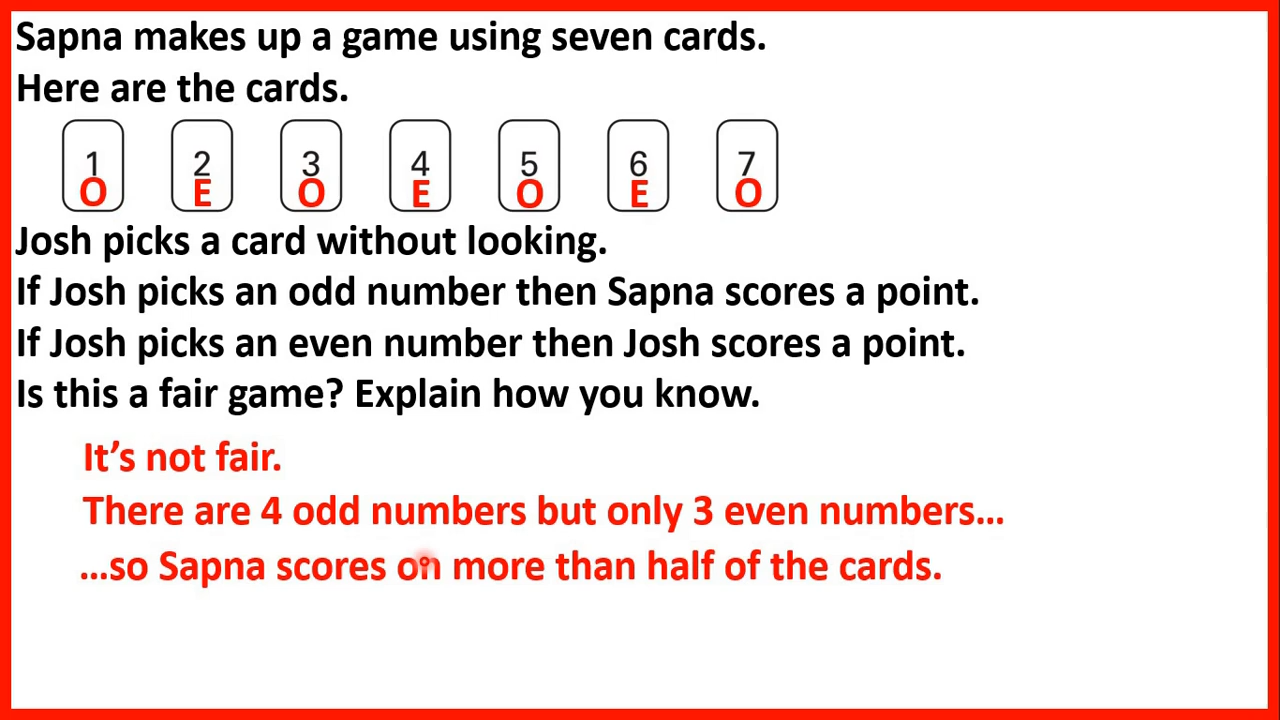 Sapna makes up a game using seven cards.
Here are the cards.
1 2 3 4 5 6 7
O E O E O E O
Josh picks a card without looking.
If Josh picks an odd number then Sapna scores a point.
If Josh picks an even number then Josh scores a point.
Is this a fair game? Explain how you know.
It’s not fair.
There are 4 odd numbers but only 3 even numbers...
...so Sapna scores on more than half of the cards.